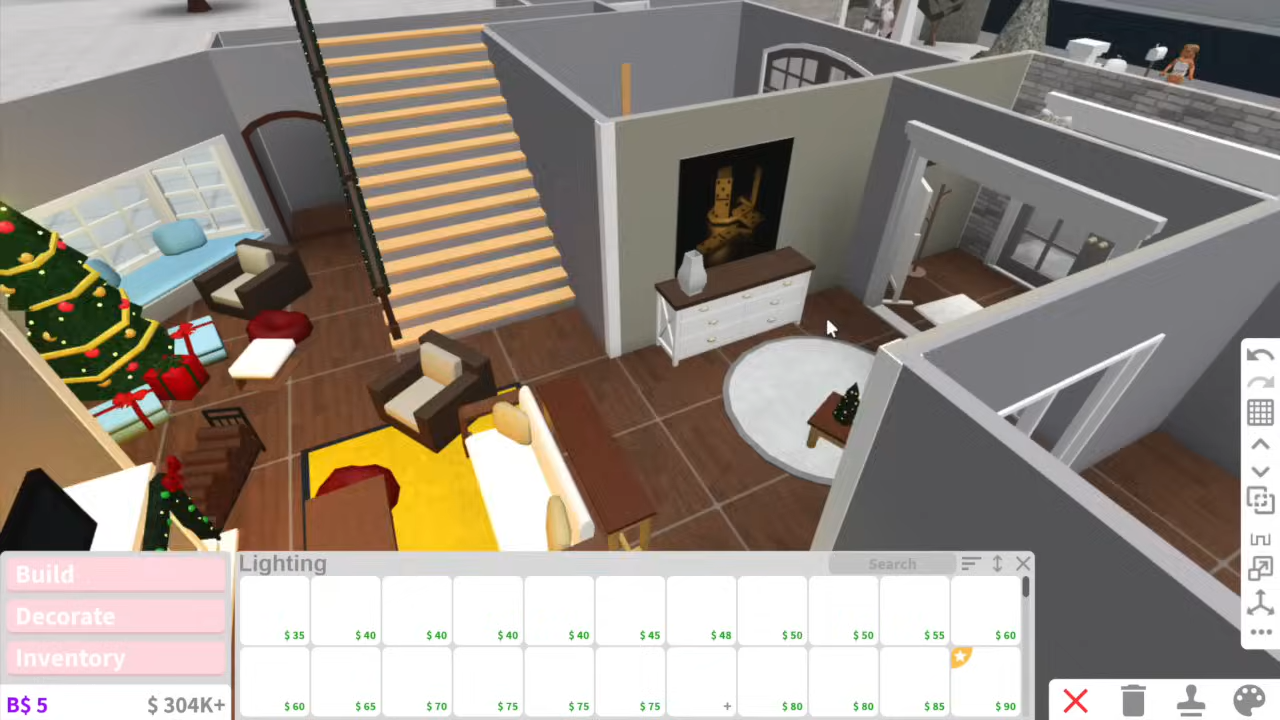 Build
Decorate
Inventory
B$ 5 $ 304K+
Lighting Search
$ 35 $ 40 $ 40 $ 40 $ 40 $ 45 $ 48 $ 50 $ 50 $ 55 $ 60
$ 60 $ 65 $ 70 $ 75 $ 75 $ 75 + $ 80 $ 80 $ 85 $ 90